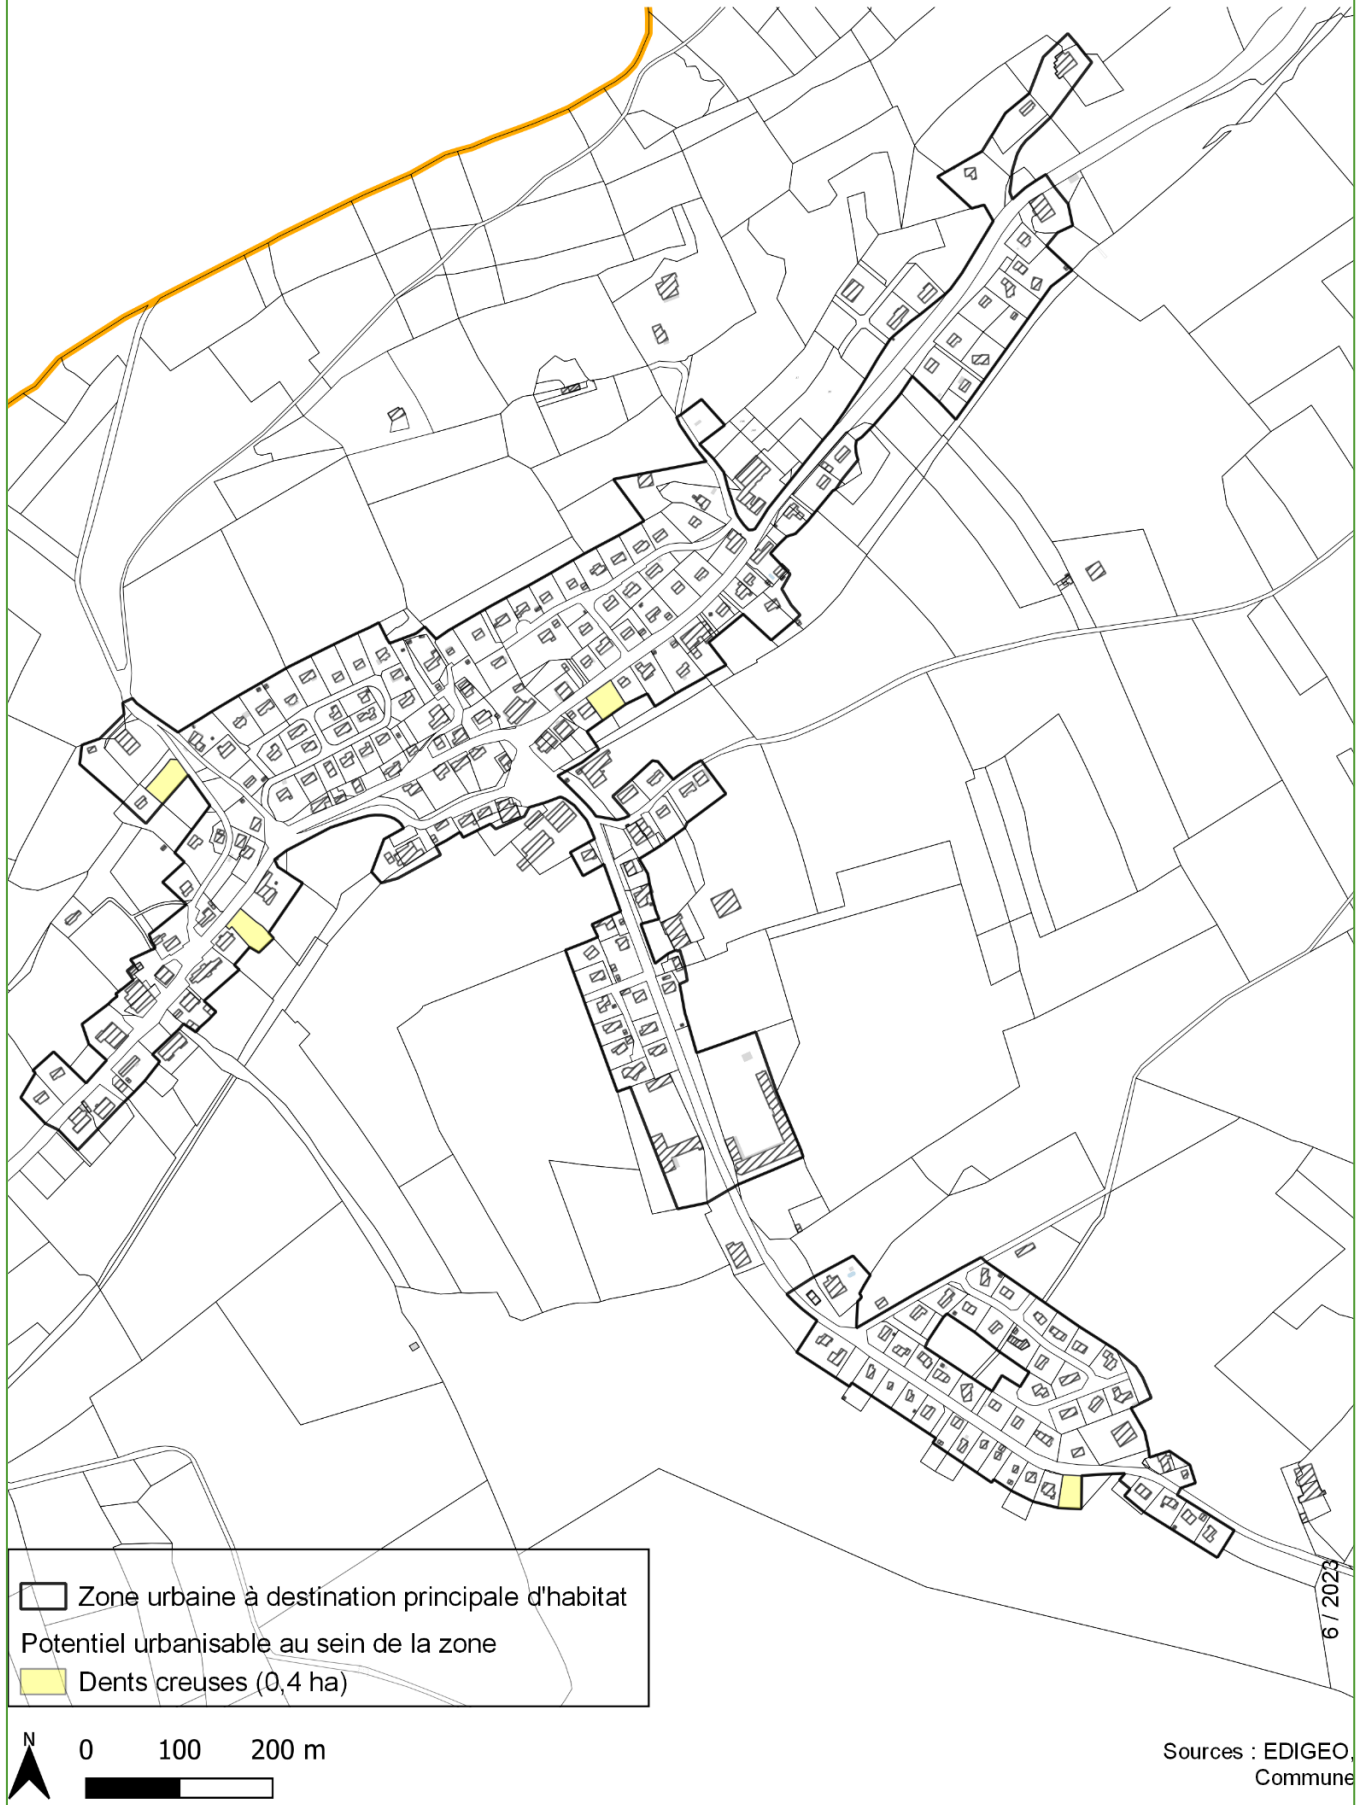 Zone urbaine à destination principale d'habitat
Potentiel urbanisable au sein de la zone
Dents creuses (0,4 ha)
N
0 100 200 m
Sources : EDIGEO,
Commune
6 / 2023